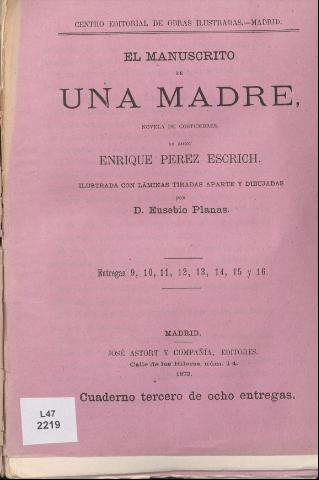 CENTRO EDITORIAL DE OBRAS ILUSTRADAS.—MADRID.
EL MANUSCRITO
DE
UNA MADRE,
NOVELA DE COSTUMBRES,
DE DON
ENRIQUE PEREZ ESCRICH,
ILUSTRADA CON LÁMINAS TIRADAS APARTE Y DIBUJADAS
POR
D. Eusebio Planas.
Entregas 9, 10, 11, 12, 13, 14, 15 y 16.
MADRID.
JOSÉ ASTORT Y COMPAÑÍA, EDITORES.
Calle de las Hileras, núm. 14.
1872.
Cuaderno tercero de ocho entregas.
L47
2219